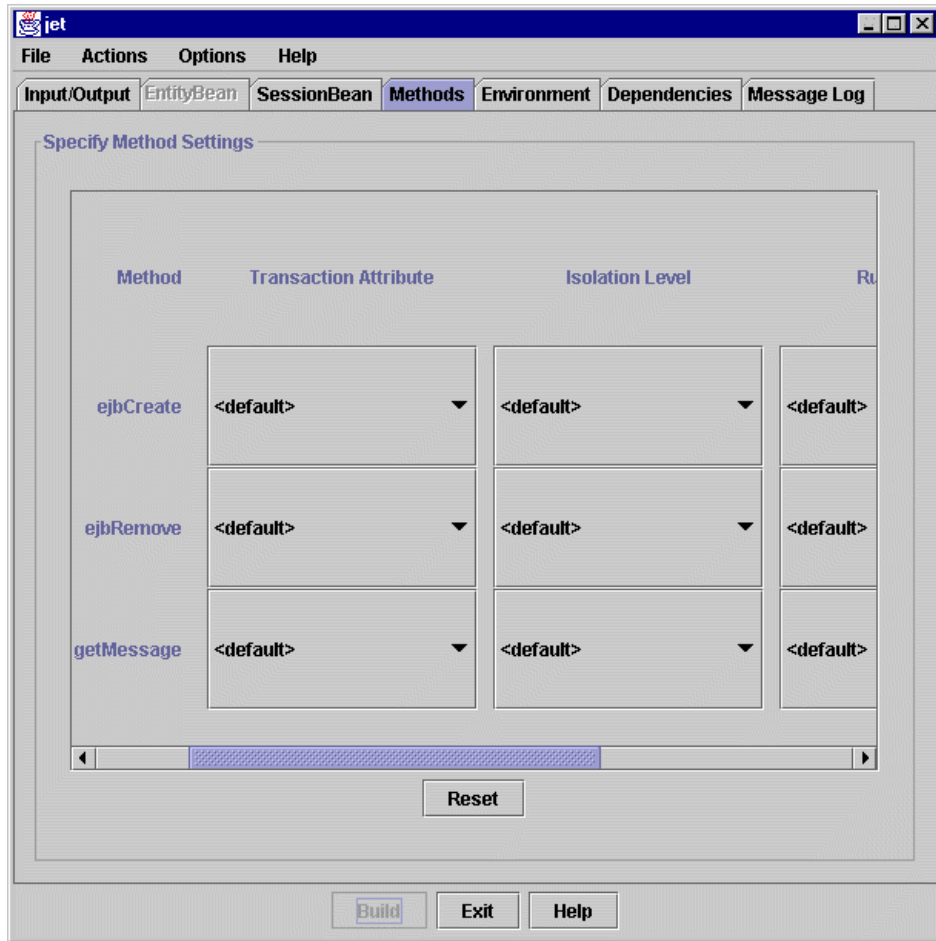 jet
File Actions Options Help
Input/Output EntityBean SessionBean Methods Environment Dependencies Message Log
Specify Method Settings
Method Transaction Attribute Isolation Level
ejbCreate <default> <default> <default>
ejbRemove <default> <default> <default>
getMessage <default> <default> <default>
Reset
Build Exit Help